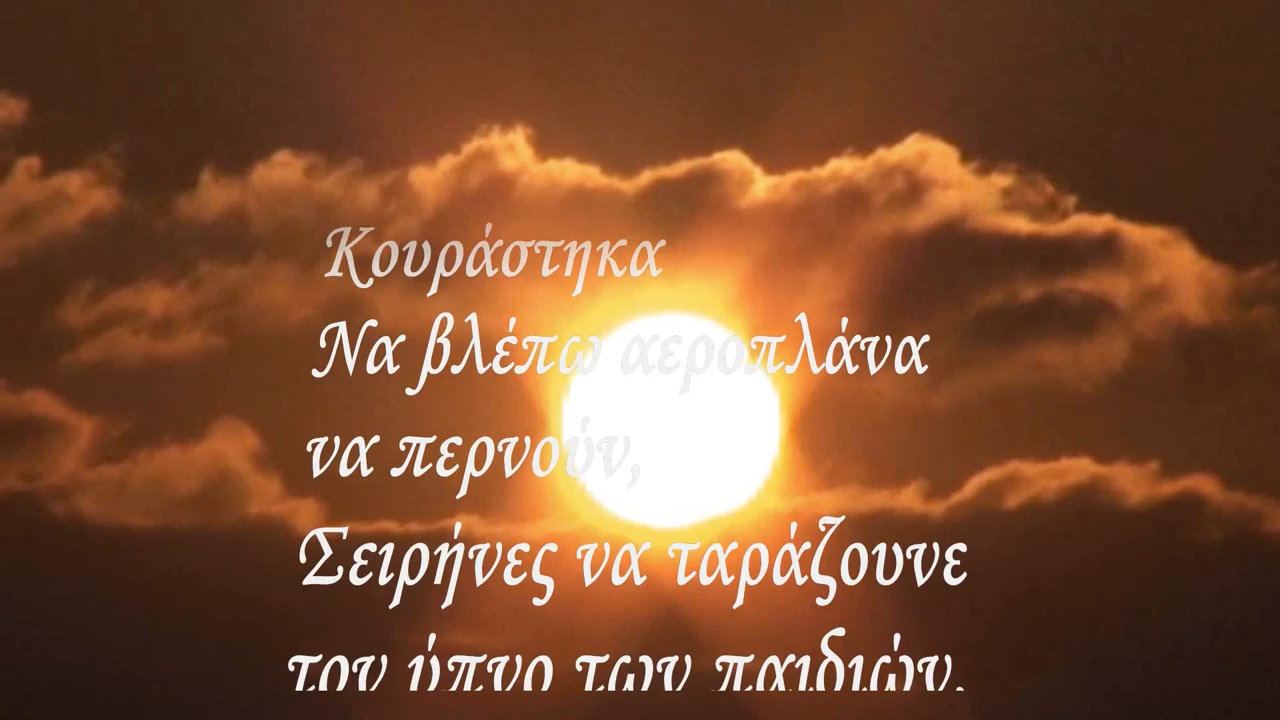 Κουράστηκα
Να βλέπω αεροπλάνα
να περνούν,
Σειρήνες να ταράζουνε
τον ύπνο των παιδιών.